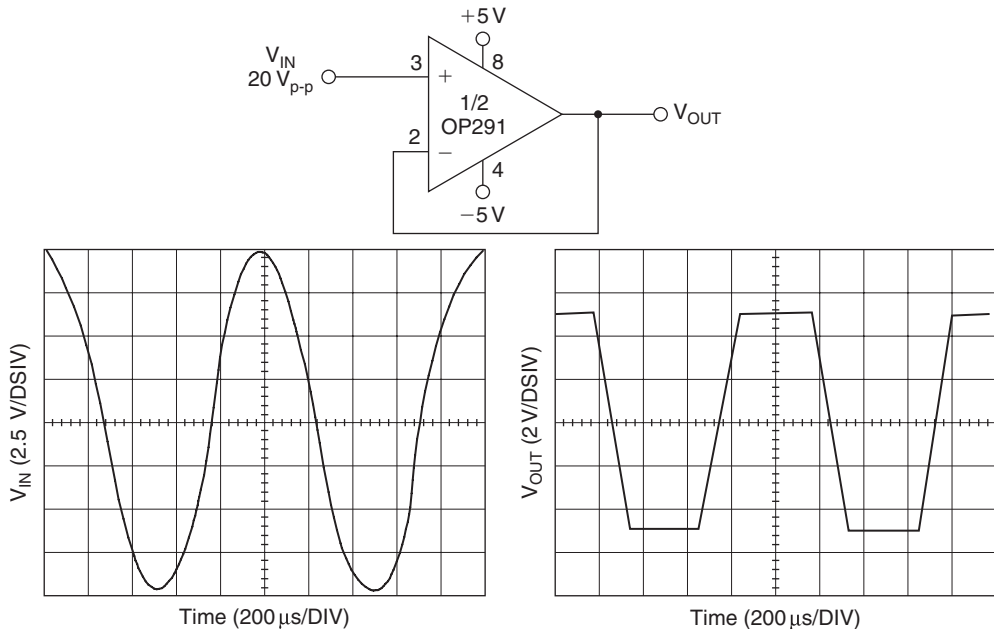 +5 V
V_IN
20 V_p-p
3
8
+
1/2
OP291
V_OUT
2
−
4
−5 V
V_IN (2.5 V/DSIV)
Time (200 µs/DIV)
V_OUT (2 V/DSIV)
Time (200 µs/DIV)